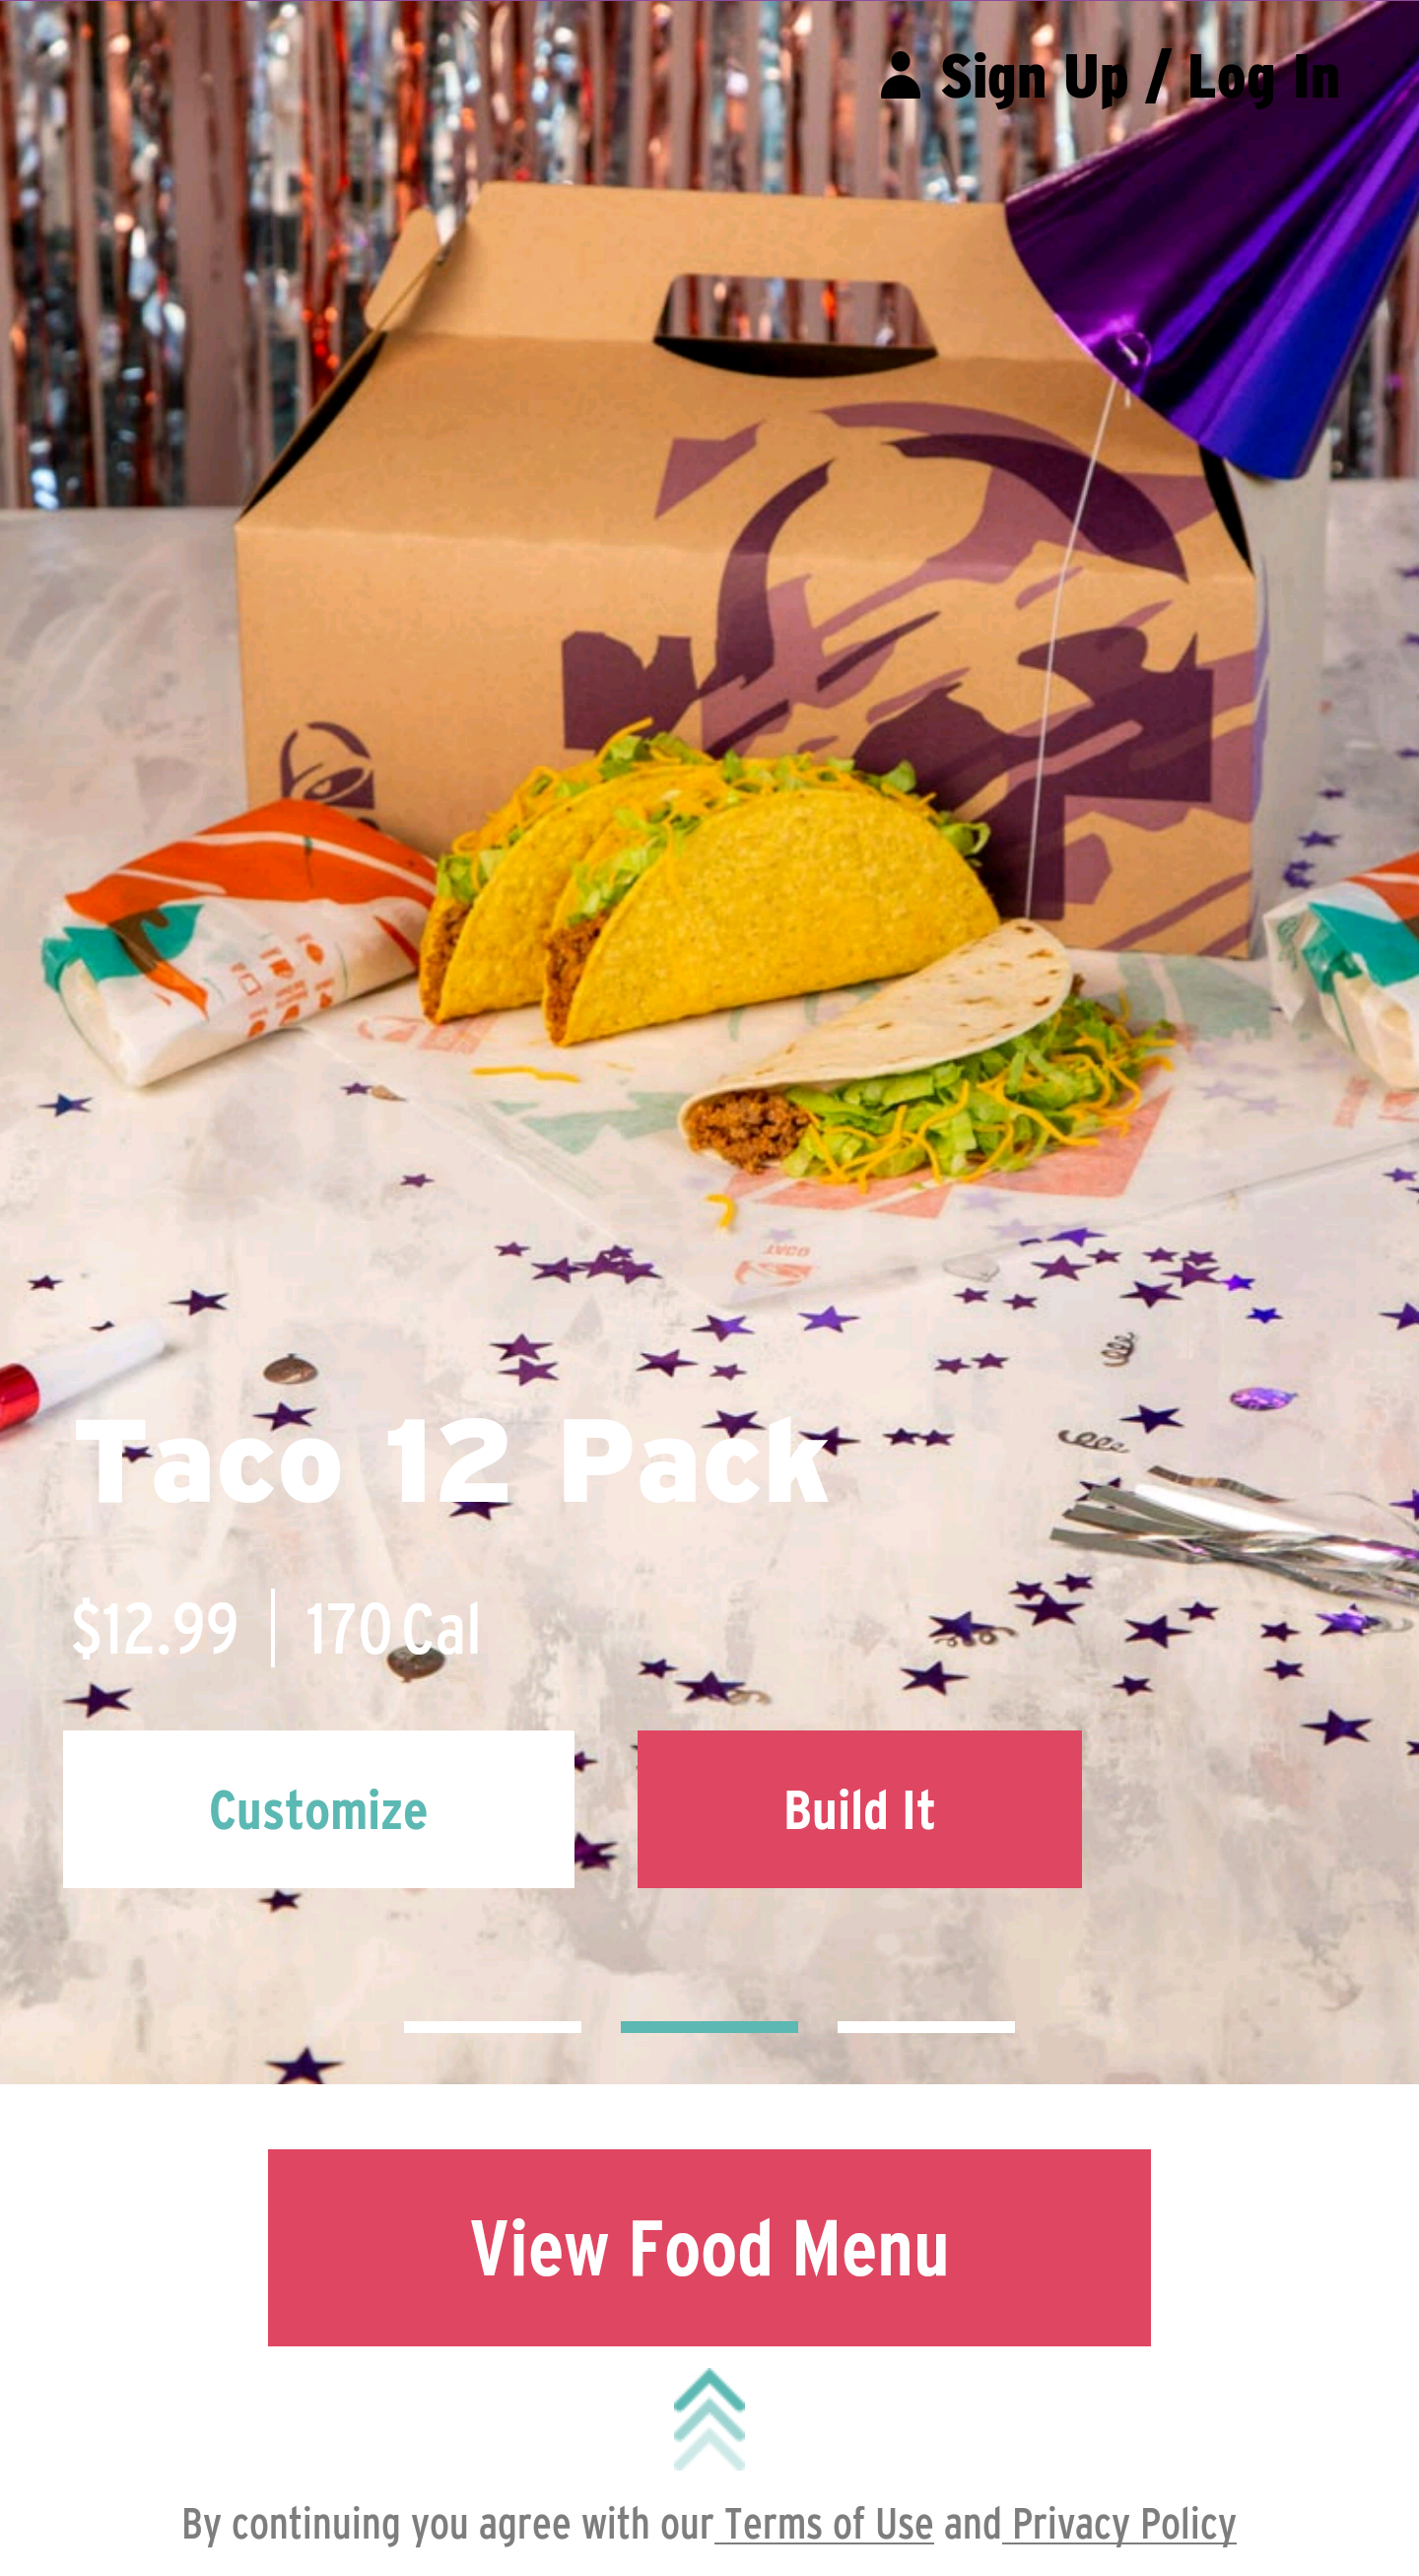 Sign Up / Log In
Taco 12 Pack
$12.99 | 170 Cal
Customize
Build It
View Food Menu
By continuing you agree with our Terms of Use and Privacy Policy